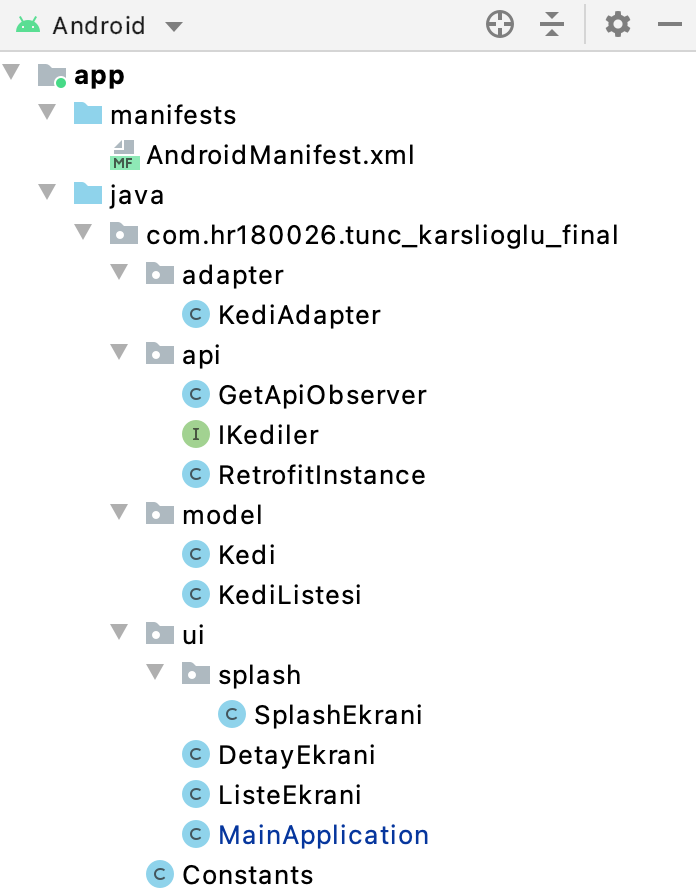 Android
app
manifests
MF AndroidManifest.xml
java
com.hr180026.tunc_karslioglu_final
adapter
C KediAdapter
api
C GetApiObserver
I IKediler
C RetrofitInstance
model
C Kedi
C KediListesi
ui
splash
C SplashEkrani
C DetayEkrani
C ListeEkrani
C MainApplication
C Constants